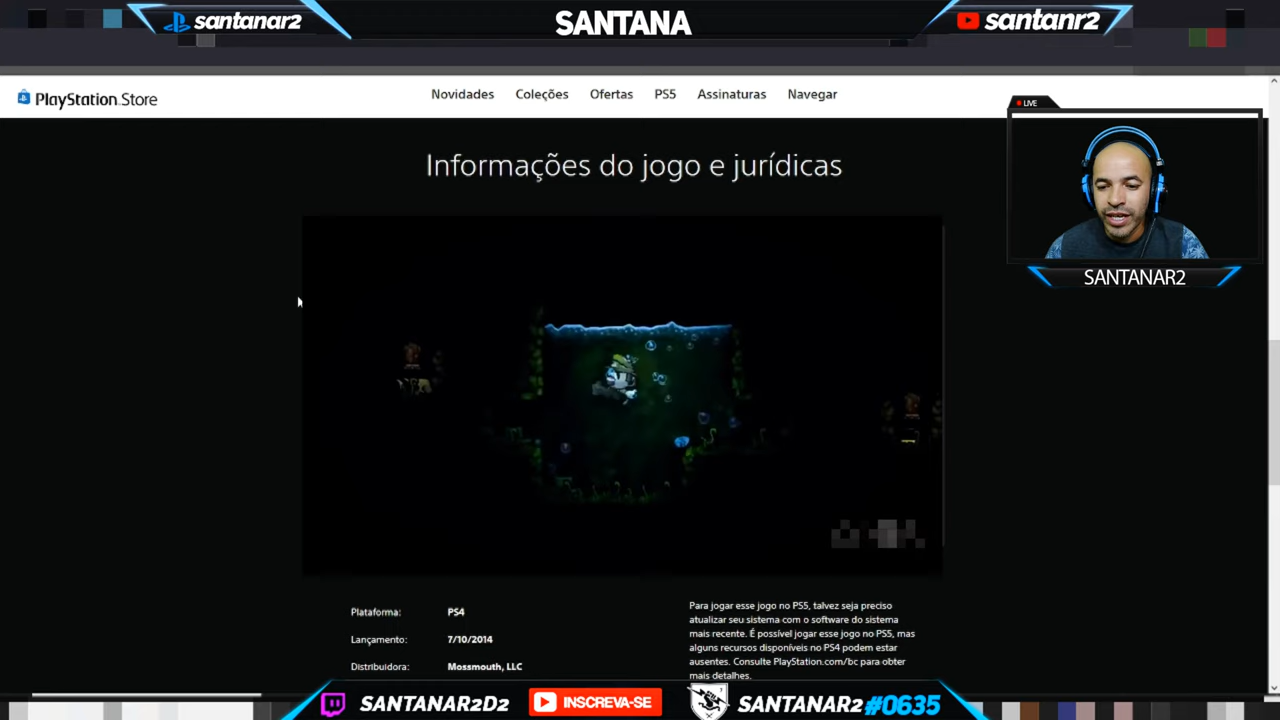 santanar2
SANTANA
santanr2
PlayStation Store
Novidades
Coleções
Ofertas
PS5
Assinaturas
Navegar
LIVE
Informações do jogo e jurídicas
SANTANAR2
Plataforma: PS4
Lançamento: 7/10/2014
Distribuidora: Mossmouth, LLC
Para jogar esse jogo no PS5, talvez seja preciso
atualizar seu sistema com o software do sistema
mais recente. É possível jogar esse jogo no PS5, mas
alguns recursos disponíveis no PS4 podem estar
ausentes. Consulte PlayStation.com/bc para obter
mais detalhes.
SANTANAR2D2
INSCREVA-SE
SANTANAR2#0635